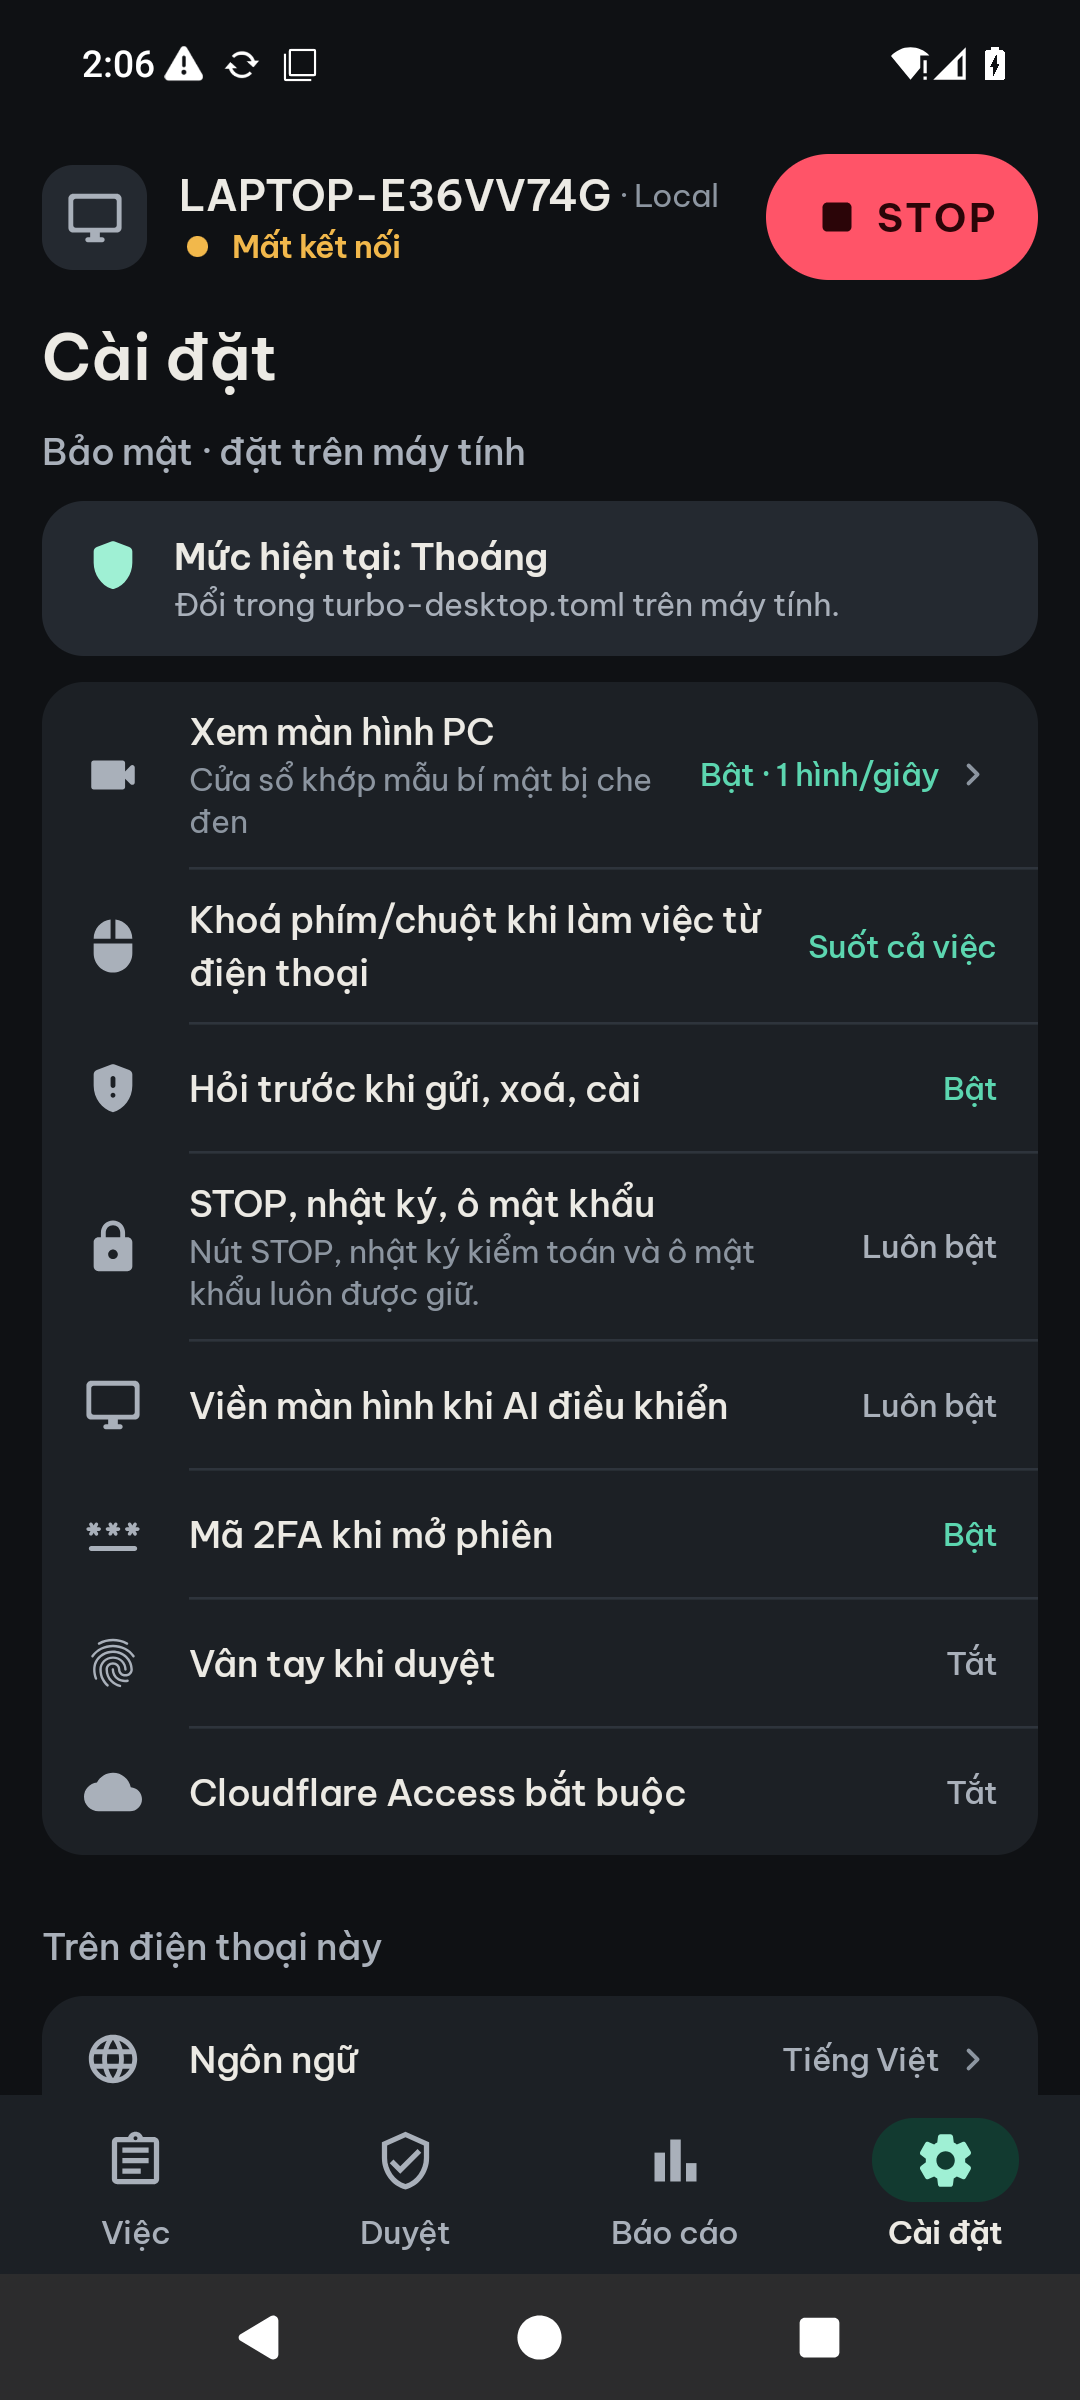 2:06
LAPTOP-E36VV74G · Local
Mất kết nối
STOP
Cài đặt
Bảo mật · đặt trên máy tính
Mức hiện tại: Thoáng
Đổi trong turbo-desktop.toml trên máy tính.
Xem màn hình PC
Cửa sổ khớp mẫu bí mật bị che
đen
Bật · 1 hình/giây
Khoá phím/chuột khi làm việc từ
điện thoại
Suốt cả việc
Hỏi trước khi gửi, xoá, cài
Bật
STOP, nhật ký, ô mật khẩu
Nút STOP, nhật ký kiểm toán và ô mật
khẩu luôn được giữ.
Luôn bật
Viền màn hình khi AI điều khiển
Luôn bật
Mã 2FA khi mở phiên
Bật
Vân tay khi duyệt
Tắt
Cloudflare Access bắt buộc
Tắt
Trên điện thoại này
Ngôn ngữ
Tiếng Việt
Việc
Duyệt
Báo cáo
Cài đặt